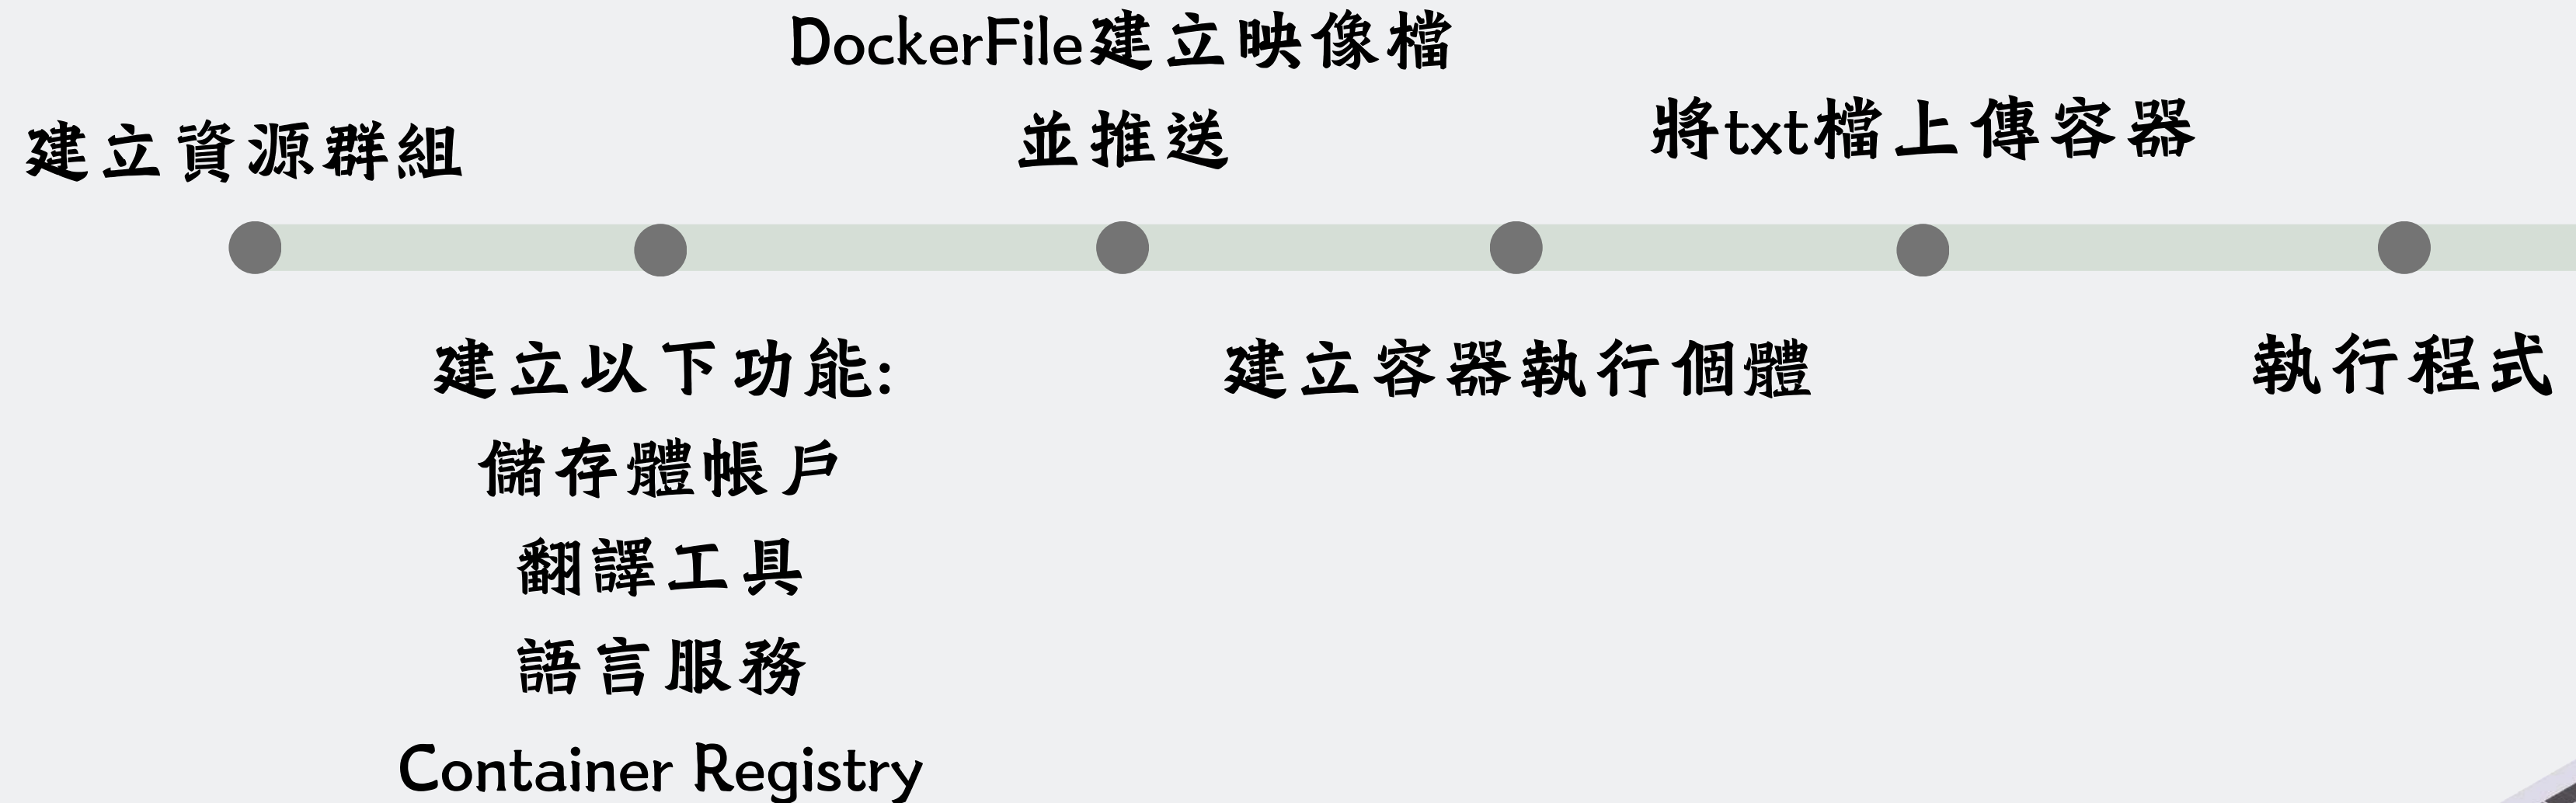 建立資源群組
建立以下功能:
儲存體帳戶
翻譯工具
語言服務
Container Registry
DockerFile建立映像檔
並推送
建立容器執行個體
將txt檔上傳容器
執行程式